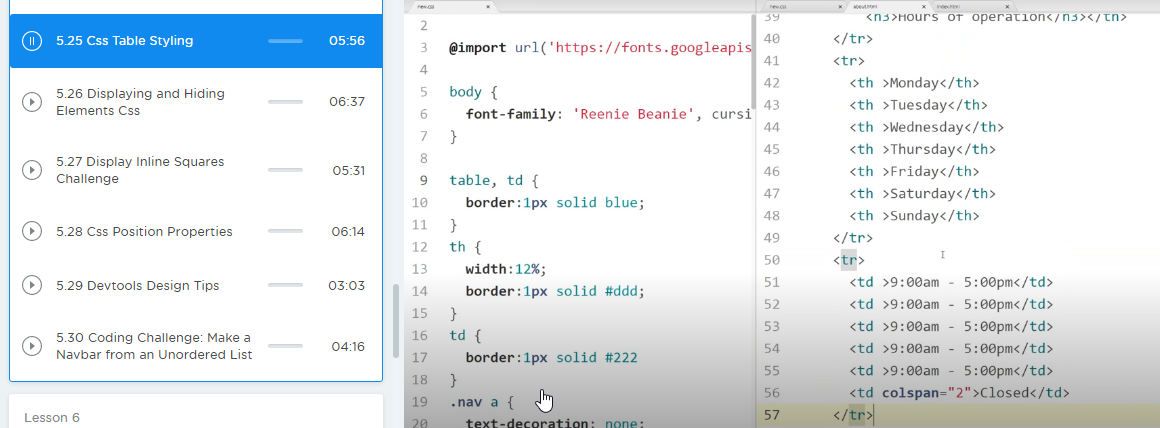 5.25 Css Table Styling 05:56
5.26 Displaying and Hiding
Elements Css 06:37
5.27 Display Inline Squares
Challenge 05:31
5.28 Css Position Properties 06:14
5.29 Devtools Design Tips 03:03
5.30 Coding Challenge: Make a
Navbar from an Unordered List 04:16
Lesson 6
new.css
2
3 @import url('https://fonts.googleapis
4
5 body {
6 font-family: 'Reenie Beanie', cursi
7 }
8
9 table, td {
10 border:1px solid blue;
11 }
12 th {
13 width:12%;
14 border:1px solid #ddd;
15 }
16 td {
17 border:1px solid #222
18 }
19 .nav a {
20 text-decoration: none;
new.css about.html index.html
39 <h3>Hours of operation</h3></th>
40 </tr>
41 <tr>
42 <th >Monday</th>
43 <th >Tuesday</th>
44 <th >Wednesday</th>
45 <th >Thursday</th>
46 <th >Friday</th>
47 <th >Saturday</th>
48 <th >Sunday</th>
49 </tr>
50 <tr>
51 <td >9:00am - 5:00pm</td>
52 <td >9:00am - 5:00pm</td>
53 <td >9:00am - 5:00pm</td>
54 <td >9:00am - 5:00pm</td>
55 <td >9:00am - 5:00pm</td>
56 <td colspan="2">Closed</td>
57 </tr>